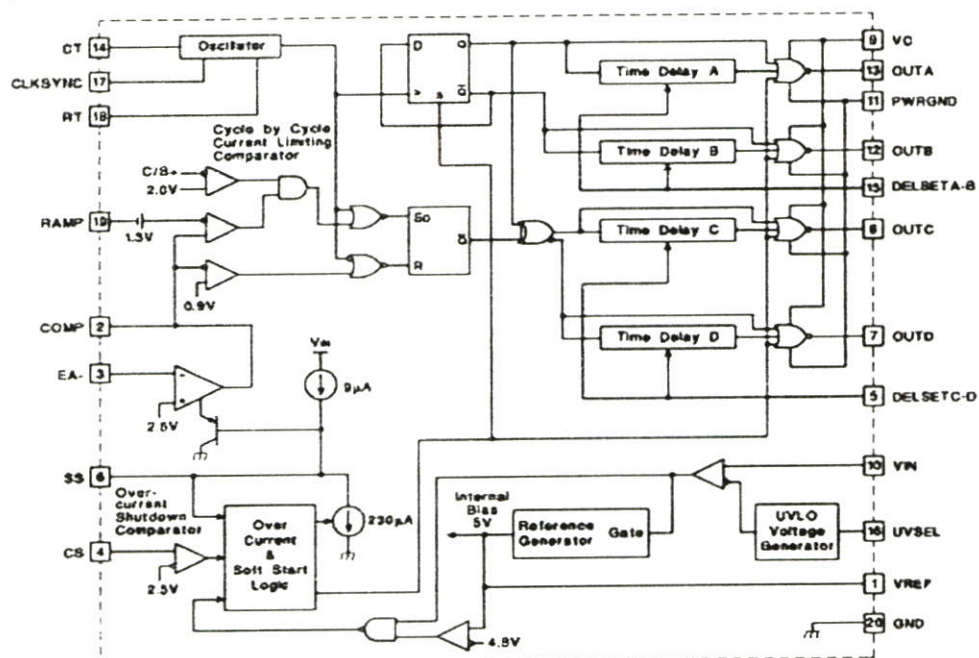 CT 14 Oscillator
CLKSYNC 17
RT 18
Cycle by Cycle
Current Limiting
Comparator
C/S+
2.0V
RAMP 19
1.3V
0.9V
COMP 2
EA- 3
- +
2.5V
VIN
9µA
SS 6
Over-
current
Shutdown
Comparator
CS 4
2.5V
Over
Current
&
Soft Start
Logic
230µA
D Q
> S Q
SD
R Q
Time Delay A
Time Delay B
Time Delay C
Time Delay D
9 VC
13 OUTA
11 PWRGND
12 OUTB
15 DELSETA-B
8 OUTC
7 OUTD
5 DELSETC-D
10 VIN
Internal
Bias
5V
Reference
Generator Gate
UVLO
Voltage
Generator
16 UVSEL
1 VREF
4.8V
20 GND